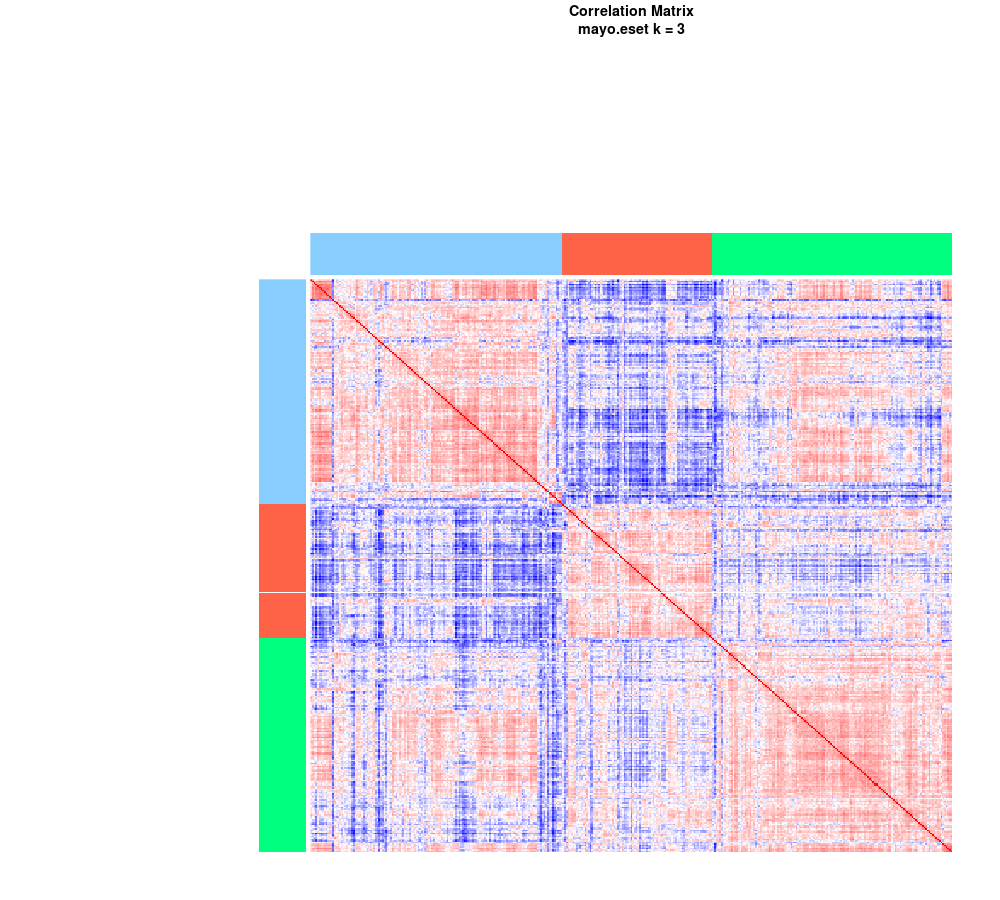 Correlation Matrix
mayo.eset k = 3